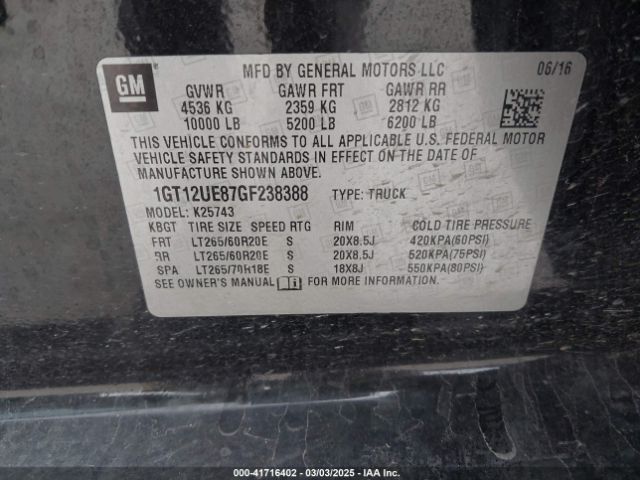 GM
MFD BY GENERAL MOTORS LLC 06/16
GVWR GAWR FRT GAWR RR
4536 KG 2359 KG 2812 KG
10000 LB 5200 LB 6200 LB
THIS VEHICLE CONFORMS TO ALL APPLICABLE U.S. FEDERAL MOTOR
VEHICLE SAFETY STANDARDS IN EFFECT ON THE DATE OF
MANUFACTURE SHOWN ABOVE.
1GT12UE87GF238388 TYPE: TRUCK
MODEL: K25743
KBGT TIRE SIZE SPEED RTG RIM COLD TIRE PRESSURE
FRT LT265/60R20E S 20X8.5J 420KPA(60PSI)
RR LT265/60R20E S 20X8.5J 520KPA(75PSI)
SPA LT265/70R18E S 18X8J 550KPA(80PSI)
SEE OWNER'S MANUAL FOR MORE INFORMATION
000-41716402 - 03/03/2025 - IAA Inc.